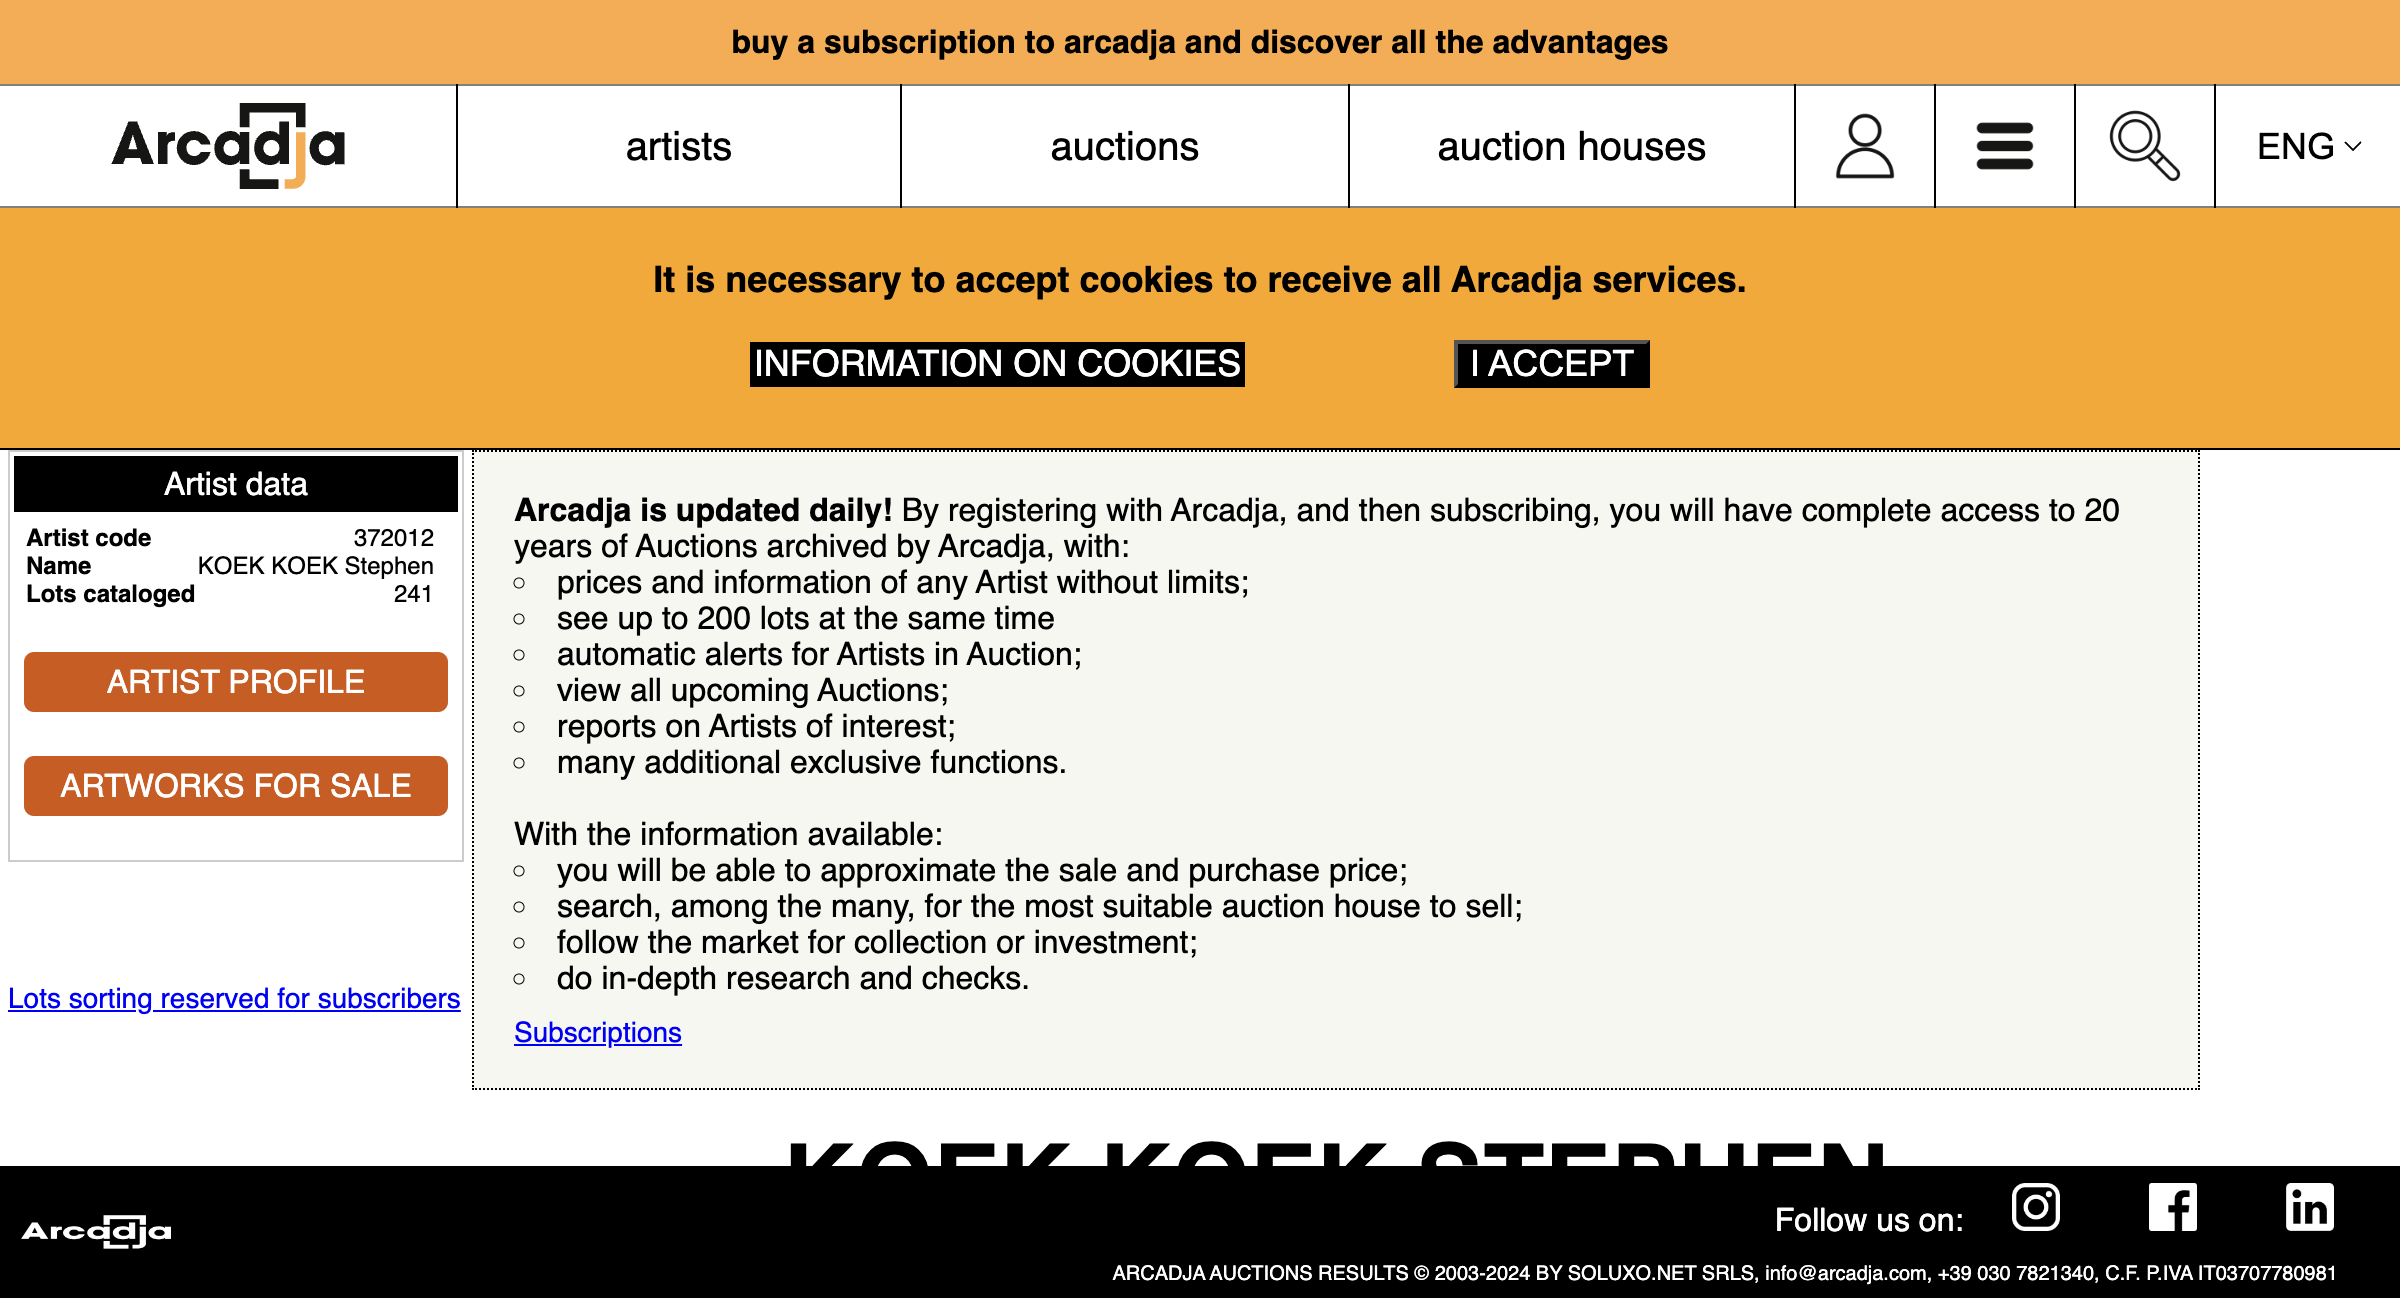 buy a subscription to arcadja and discover all the advantages
Arcadja
artists
auctions
auction houses
ENG
It is necessary to accept cookies to receive all Arcadja services.
INFORMATION ON COOKIES
I ACCEPT
Artist data
Artist code 372012
Name KOEK KOEK Stephen
Lots cataloged 241
ARTIST PROFILE
ARTWORKS FOR SALE
Lots sorting reserved for subscribers
Arcadja is updated daily! By registering with Arcadja, and then subscribing, you will have complete access to 20
years of Auctions archived by Arcadja, with:
prices and information of any Artist without limits;
see up to 200 lots at the same time
automatic alerts for Artists in Auction;
view all upcoming Auctions;
reports on Artists of interest;
many additional exclusive functions.
With the information available:
you will be able to approximate the sale and purchase price;
search, among the many, for the most suitable auction house to sell;
follow the market for collection or investment;
do in-depth research and checks.
Subscriptions
KOEK KOEK STEPHEN
Arcadja
Follow us on:
ARCADJA AUCTIONS RESULTS © 2003-2024 BY SOLUXO.NET SRLS, info@arcadja.com, +39 030 7821340, C.F. P.IVA IT03707780981